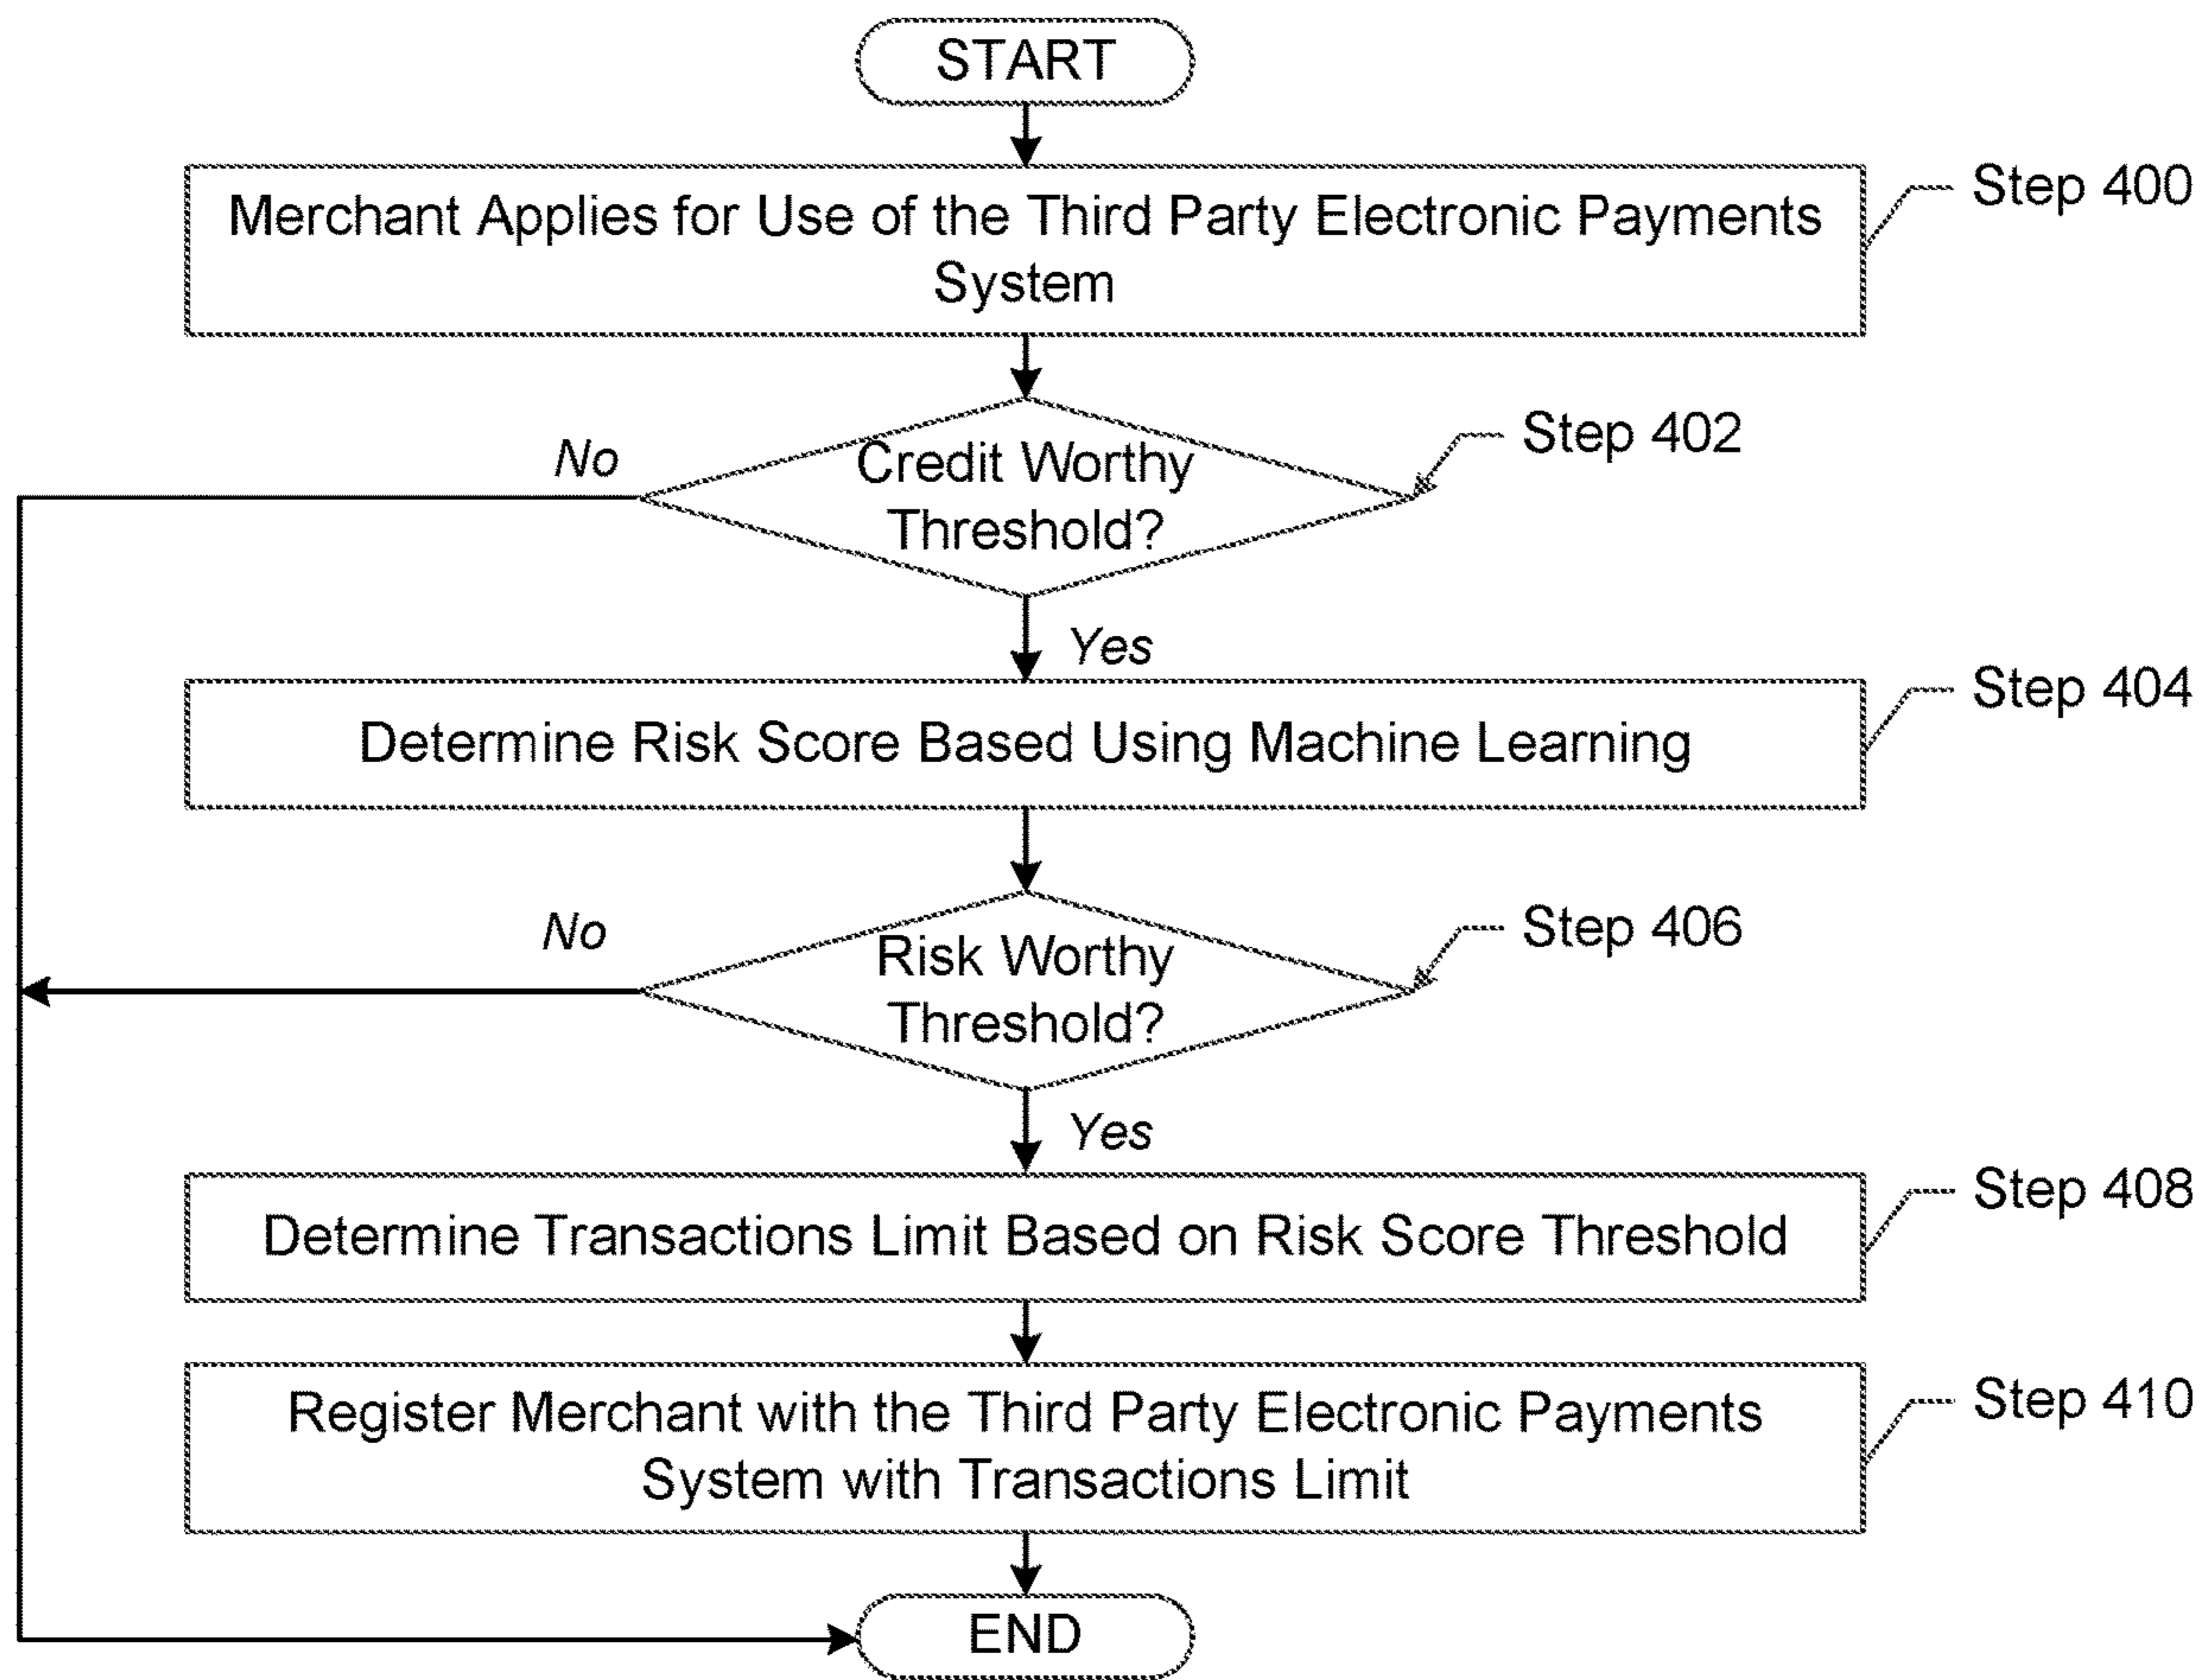 START
Merchant Applies for Use of the Third Party Electronic Payments
System
Step 400
Credit Worthy
Threshold?
Step 402
No
Yes
Determine Risk Score Based Using Machine Learning
Step 404
Risk Worthy
Threshold?
Step 406
No
Yes
Determine Transactions Limit Based on Risk Score Threshold
Step 408
Register Merchant with the Third Party Electronic Payments
System with Transactions Limit
Step 410
END